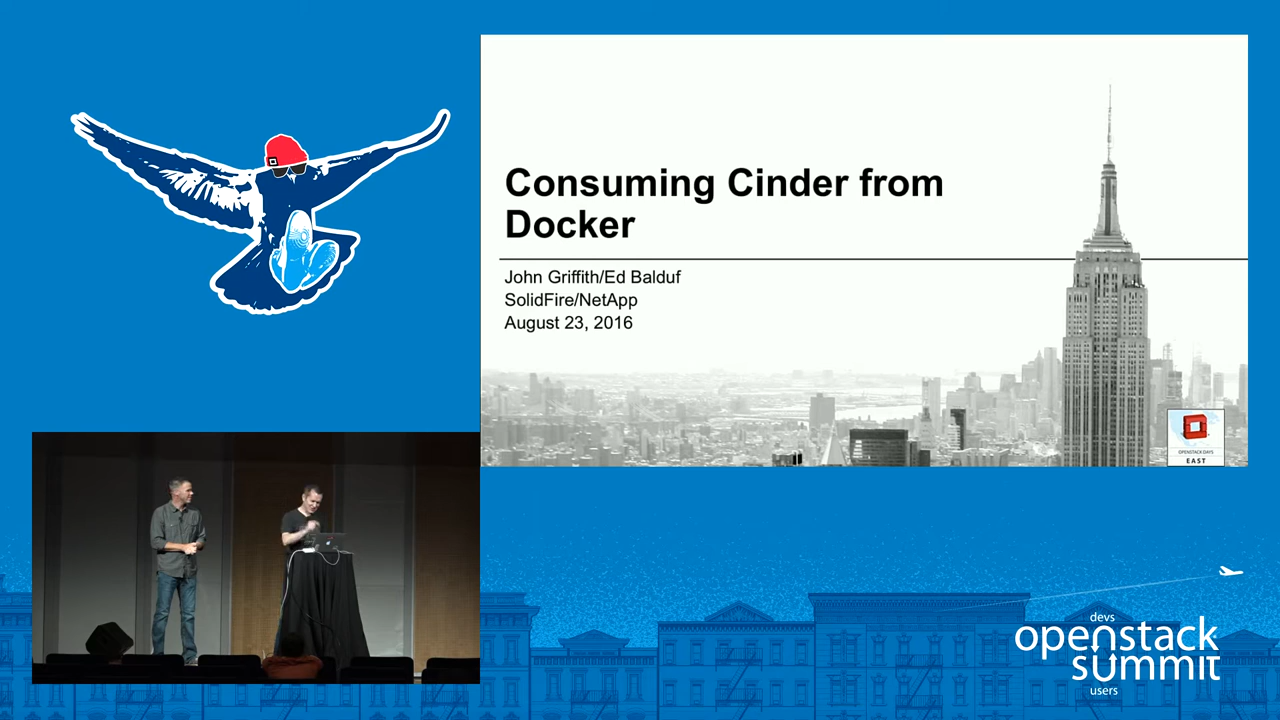 Consuming Cinder from
Docker
John Griffith/Ed Balduf
SolidFire/NetApp
August 23, 2016
OPENSTACK DAYS
EAST
devs
openstack
summit
users